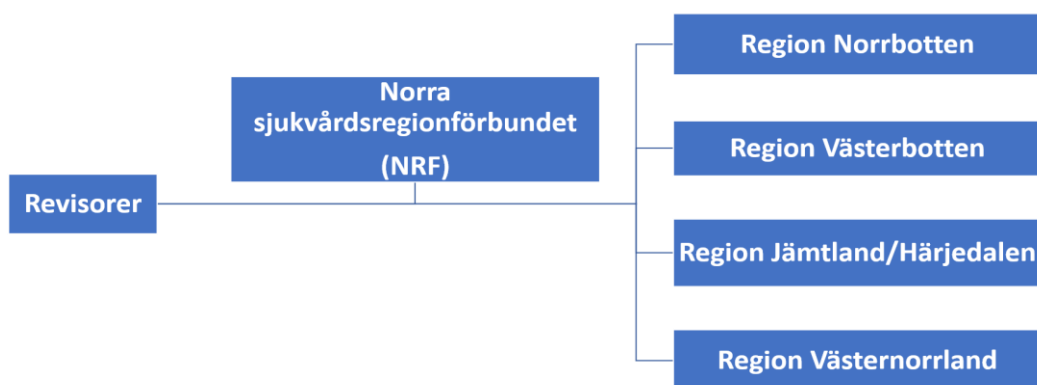 Revisorer
Norra
sjukvårdsregionförbundet
(NRF)
Region Norrbotten
Region Västerbotten
Region Jämtland/Härjedalen
Region Västernorrland